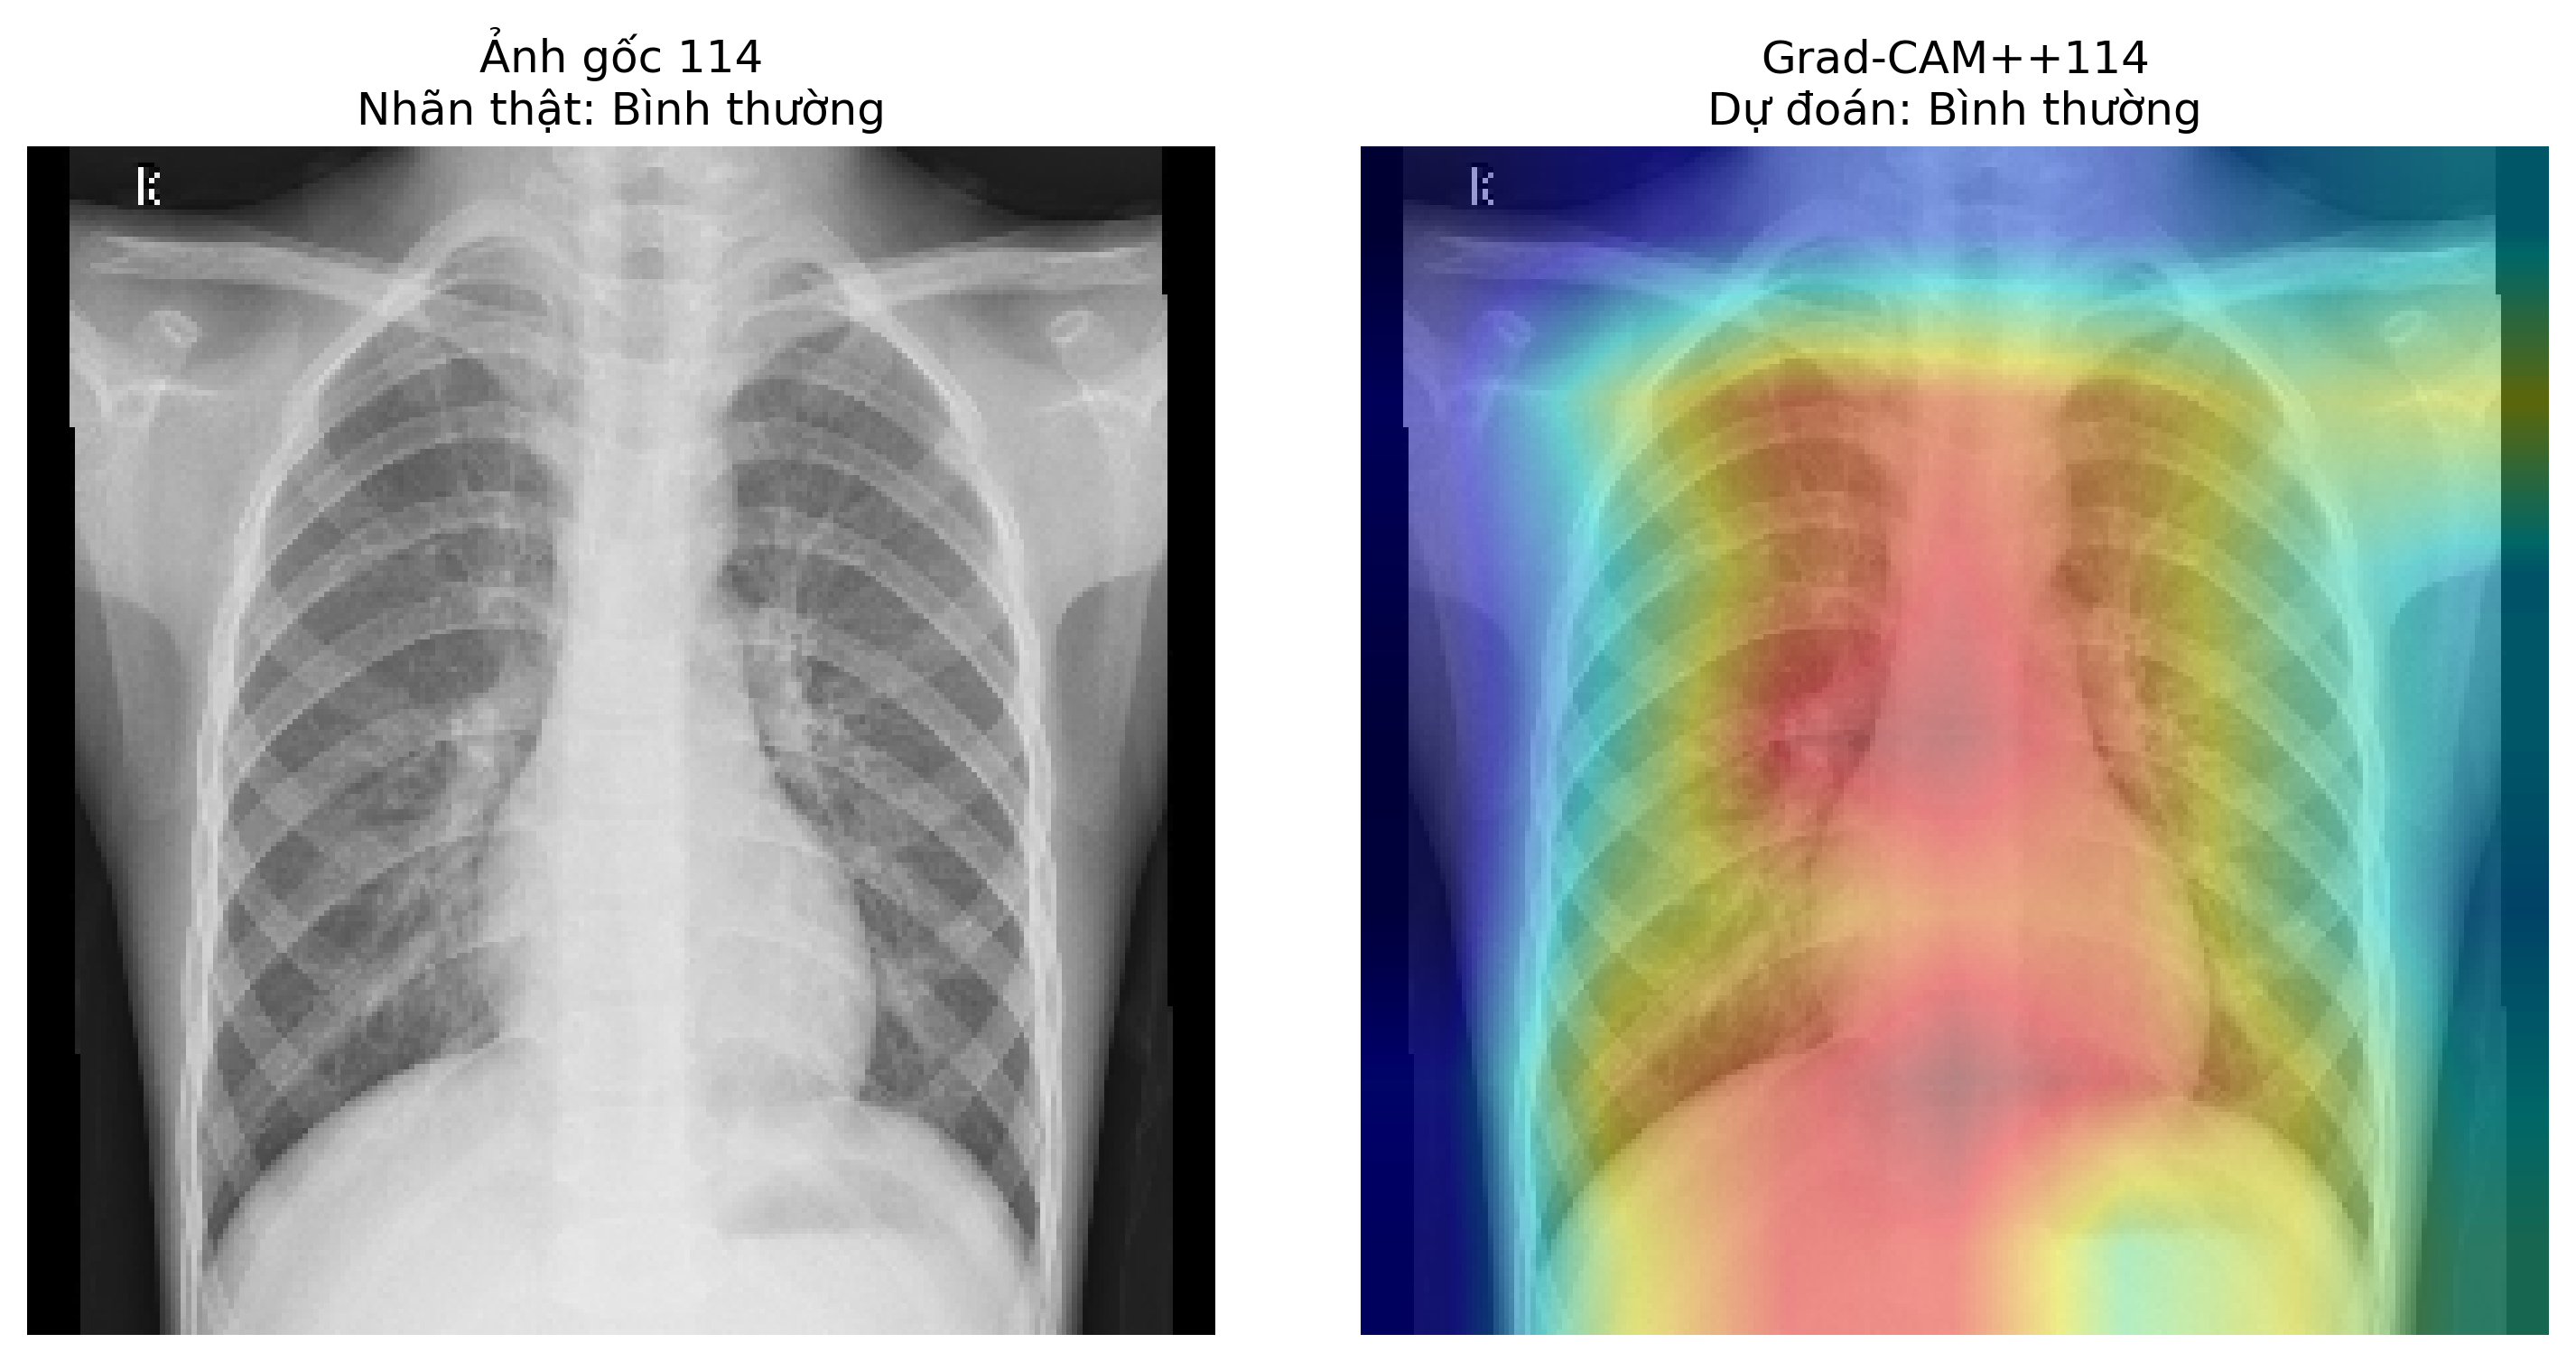 Ảnh gốc 114
Nhãn thật: Bình thường
Grad-CAM++114
Dự đoán: Bình thường